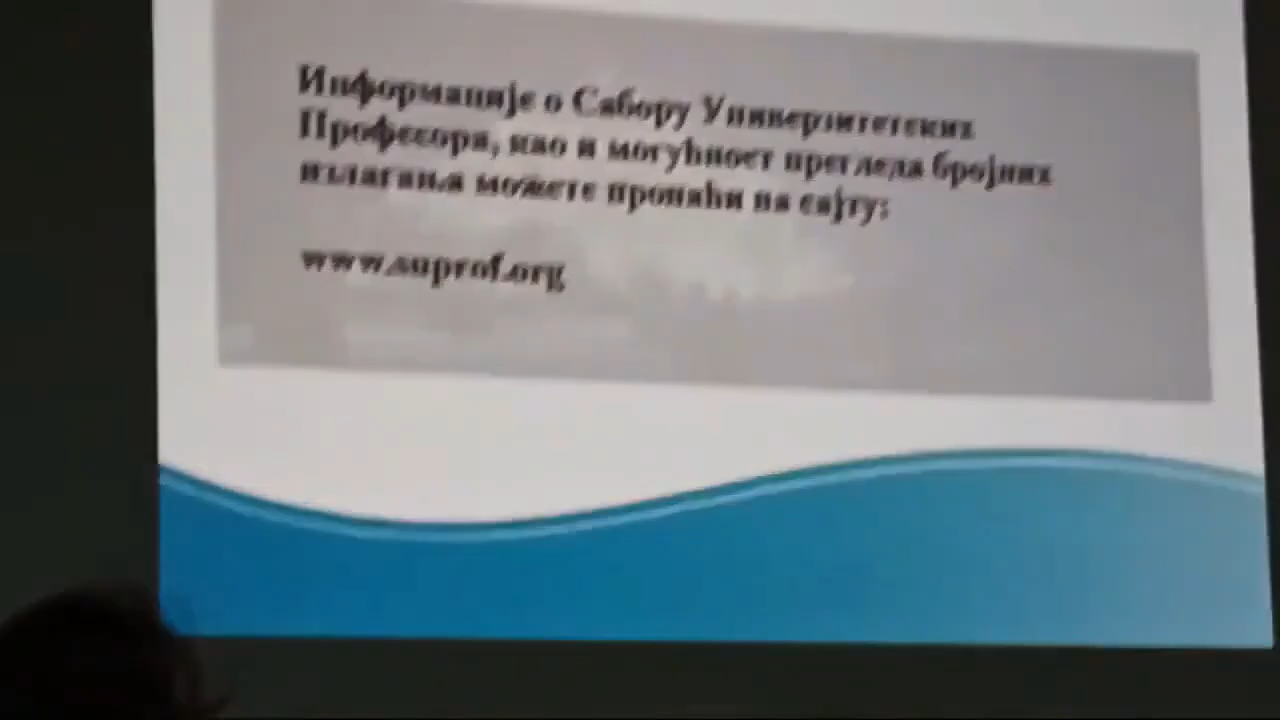 Информације о Сабору Универзитетских
Професора, као и могућност прегледа бројних
излагања можете пронаћи на сајту:
www.suprof.org